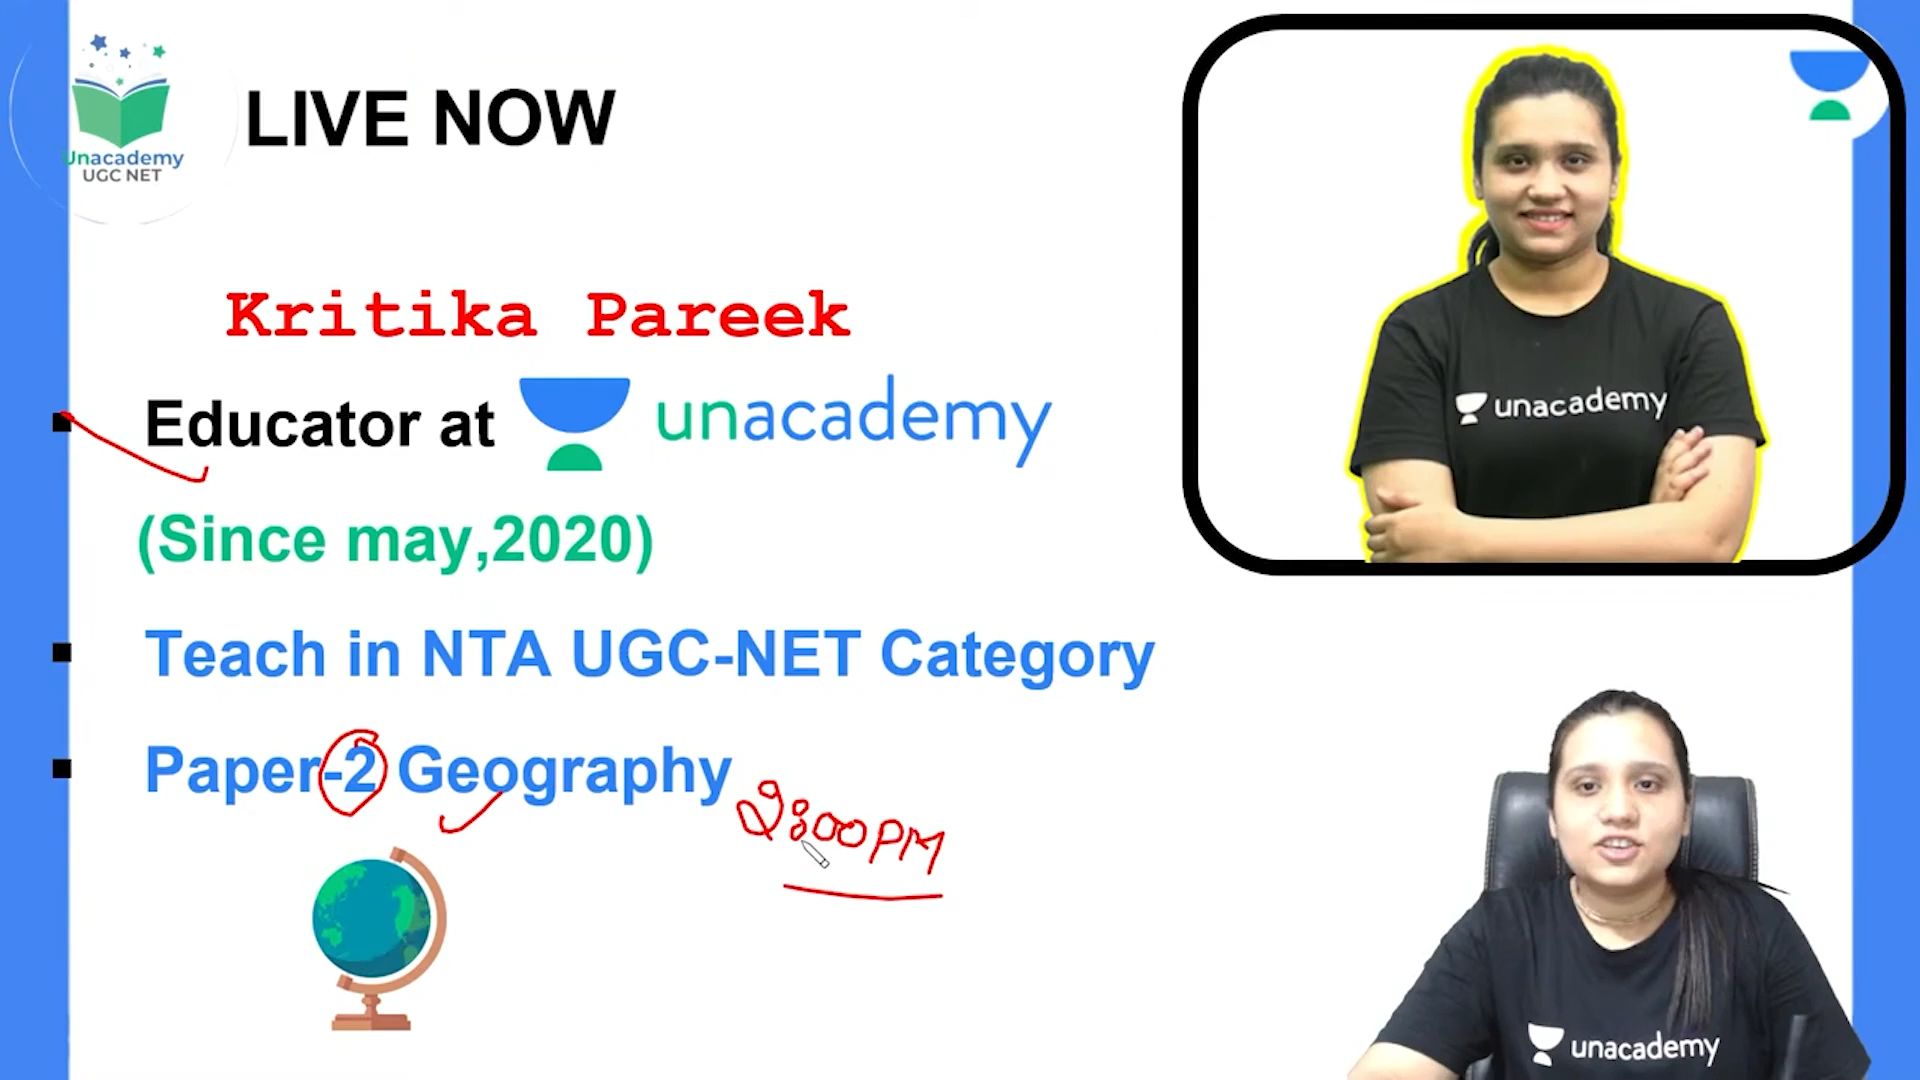 Unacademy
UGC NET
LIVE NOW
Kritika Pareek
Educator at unacademy
(Since may,2020)
Teach in NTA UGC-NET Category
Paper-2 Geography
2:00 PM
unacademy
unacademy